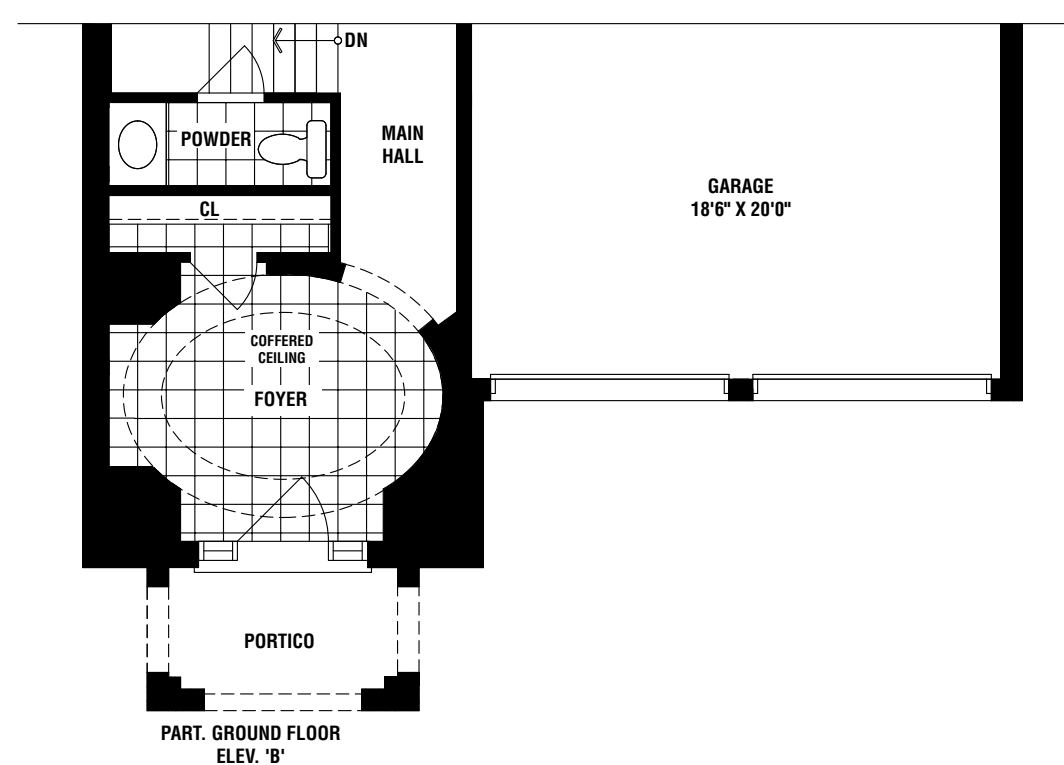 DN
POWDER
MAIN
HALL
GARAGE
18'6" X 20'0"
CL
COFFERED
CEILING
FOYER
PORTICO
PART. GROUND FLOOR
ELEV. 'B'